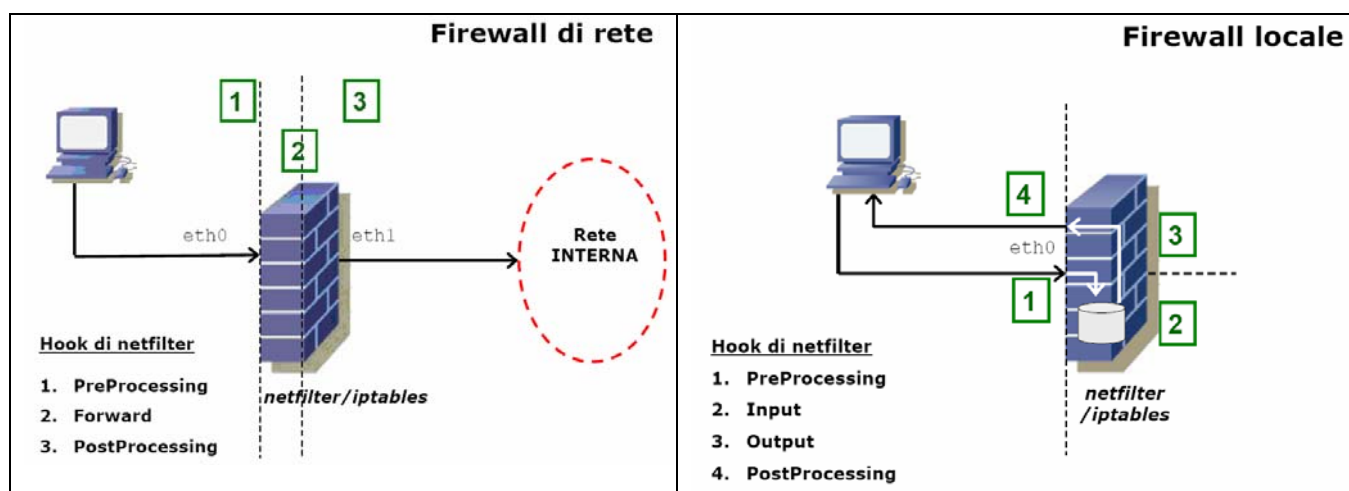 Firewall di rete
1
3
2
eth0
eth1
Rete
INTERNA
Hook di netfilter
1. PreProcessing
2. Forward
3. PostProcessing
netfilter/iptables
Firewall locale
4
eth0
3
1
2
Hook di netfilter
1. PreProcessing
2. Input
3. Output
4. PostProcessing
netfilter
/iptables